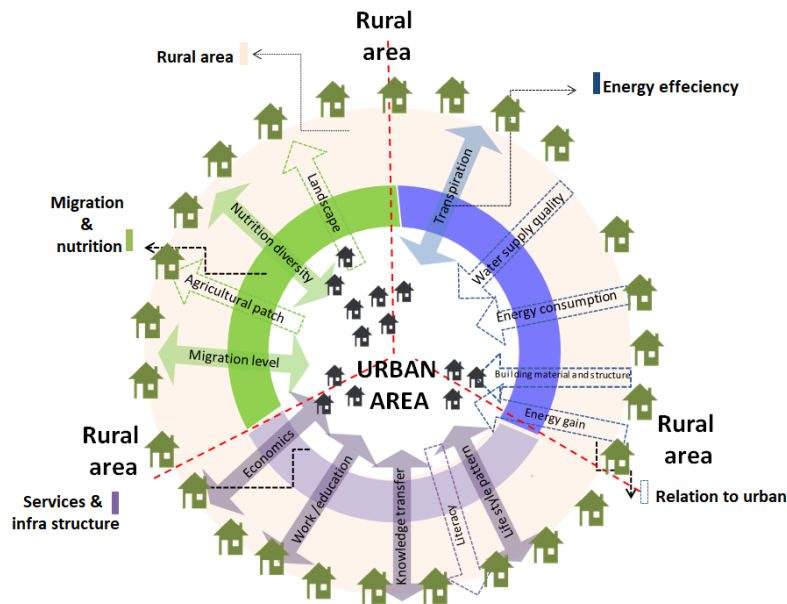 Rural
area
Rural area
Energy effeciency
Transpiration
Landscape
Migration
&
nutrition
Nutrition diversity
Water supply quality
Agricultural patch
Energy consumption
Migration level
URBAN
AREA
Building material and structure
Energy gain
Rural
area
Rural
area
Economics
Services &
infra structure
Work /education
Knowledge transfer
Literacy
Life style pattern
Relation to urban